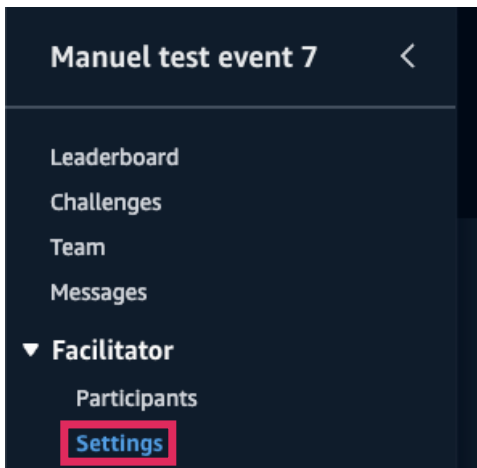 Manuel test event 7
Leaderboard
Challenges
Team
Messages
Facilitator
Participants
Settings